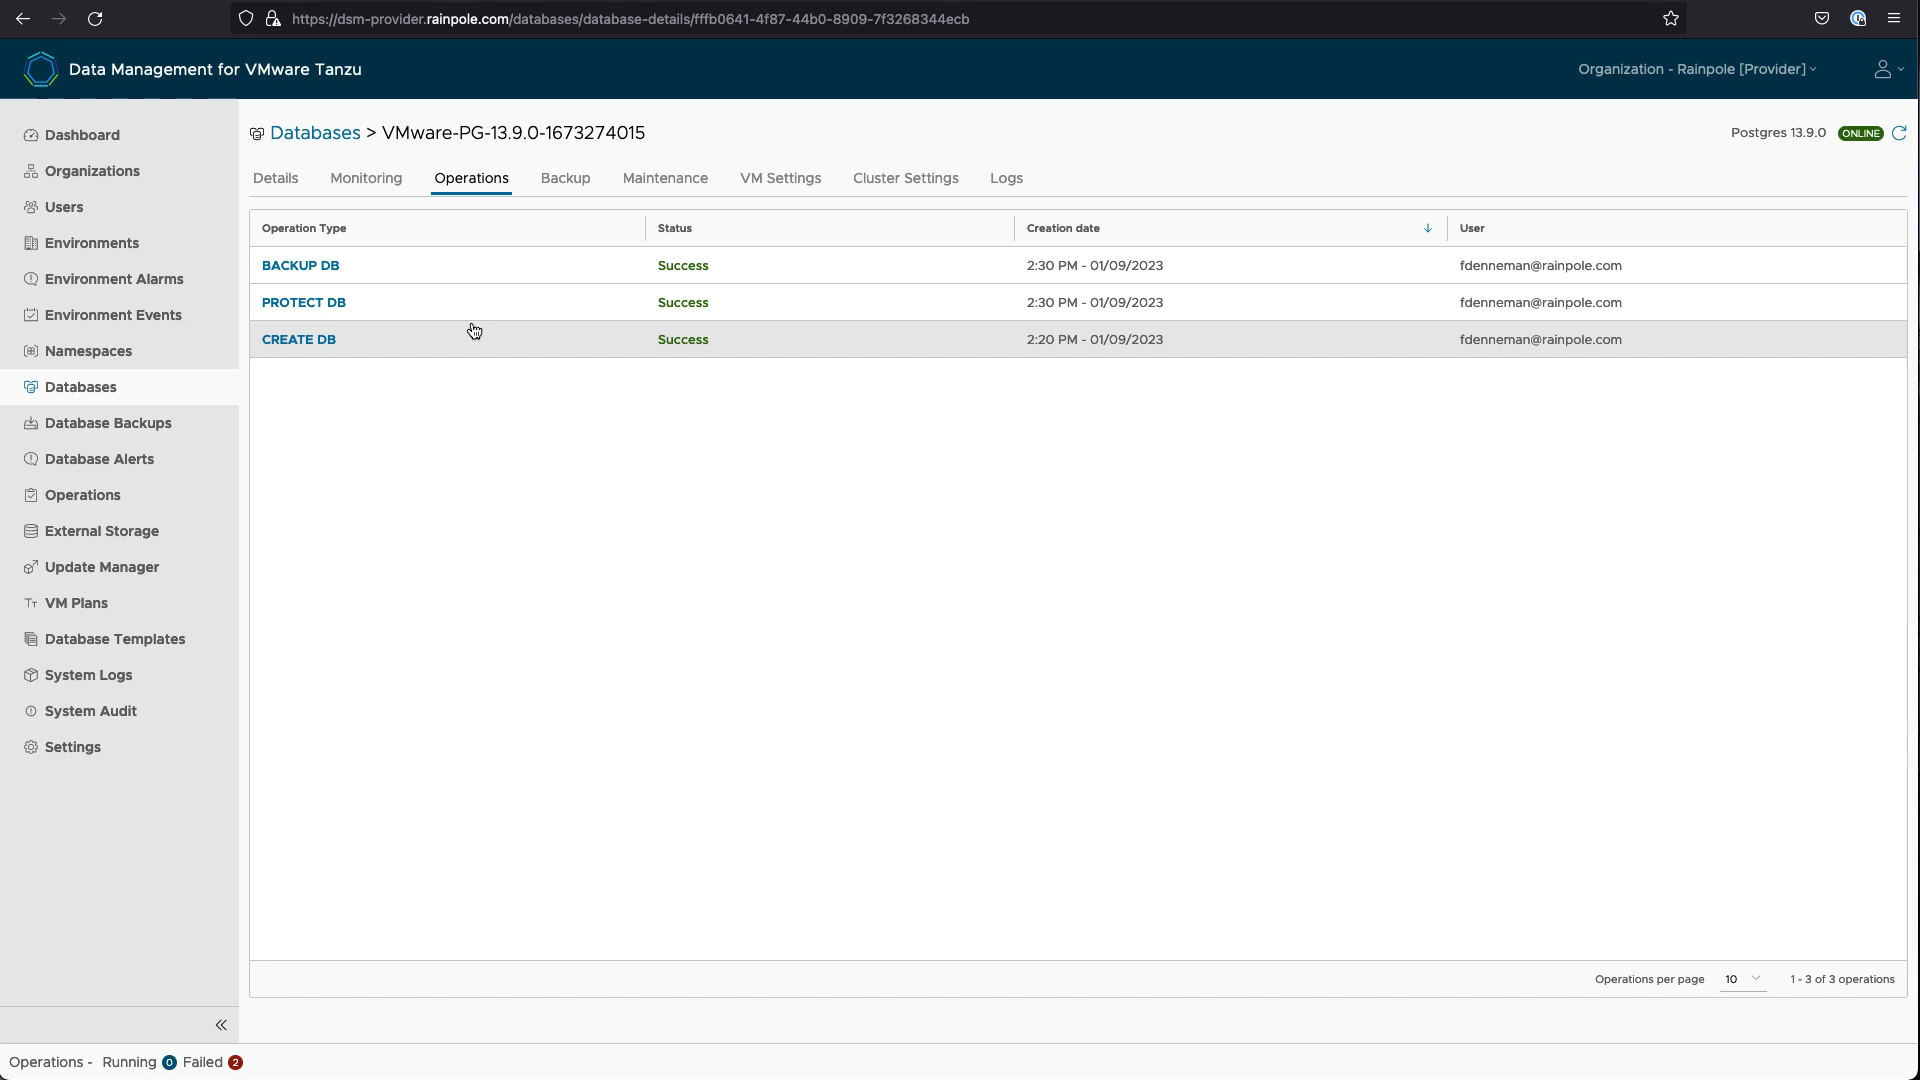 https://dsm-provider.rainpole.com/databases/database-details/fffb0641-4f87-44b0-8909-7f3268344ecb
Data Management for VMware Tanzu
Organization - Rainpole [Provider]
Dashboard
Organizations
Users
Environments
Environment Alarms
Environment Events
Namespaces
Databases
Database Backups
Database Alerts
Operations
External Storage
Update Manager
VM Plans
Database Templates
System Logs
System Audit
Settings
Databases > VMware-PG-13.9.0-1673274015
Postgres 13.9.0 ONLINE
Details Monitoring Operations Backup Maintenance VM Settings Cluster Settings Logs
Operation Type Status Creation date User
BACKUP DB Success 2:30 PM - 01/09/2023 fdenneman@rainpole.com
PROTECT DB Success 2:30 PM - 01/09/2023 fdenneman@rainpole.com
CREATE DB Success 2:20 PM - 01/09/2023 fdenneman@rainpole.com
Operations per page 10 1 - 3 of 3 operations
Operations - Running 0 Failed 2